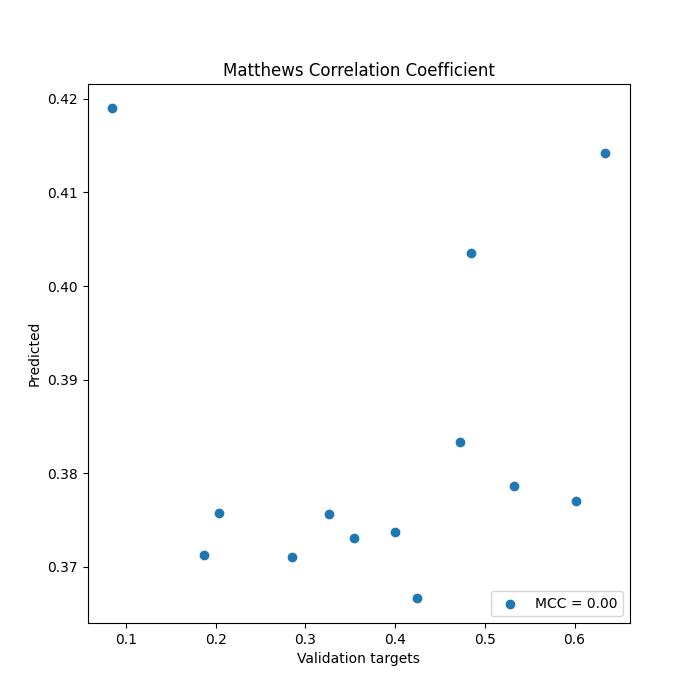 Matthews Correlation Coefficient
0.42
0.41
0.40
0.39
0.38
0.37
Predicted
MCC = 0.00
0.1 0.2 0.3 0.4 0.5 0.6
Validation targets